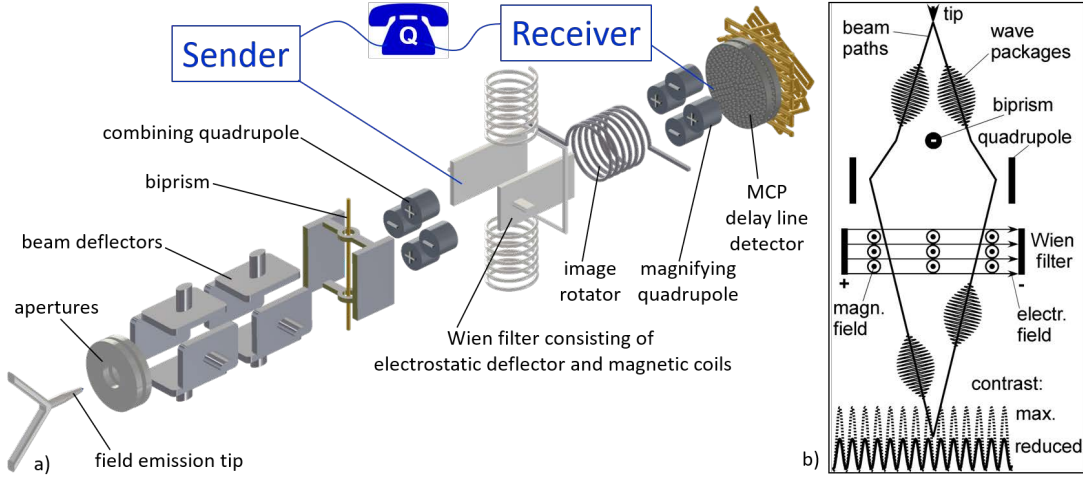 Sender
Q
Receiver
combining quadrupole
biprism
beam deflectors
apertures
field emission tip
a)
+
-
-
+
MCP
delay line
detector
image
rotator
magnifying
quadrupole
Wien filter consisting of
electrostatic deflector and magnetic coils
tip
beam
paths
wave
packages
biprism
-
quadrupole
Wien
filter
+
-
magn.
field
electr.
field
contrast:
max.
reduced
b)